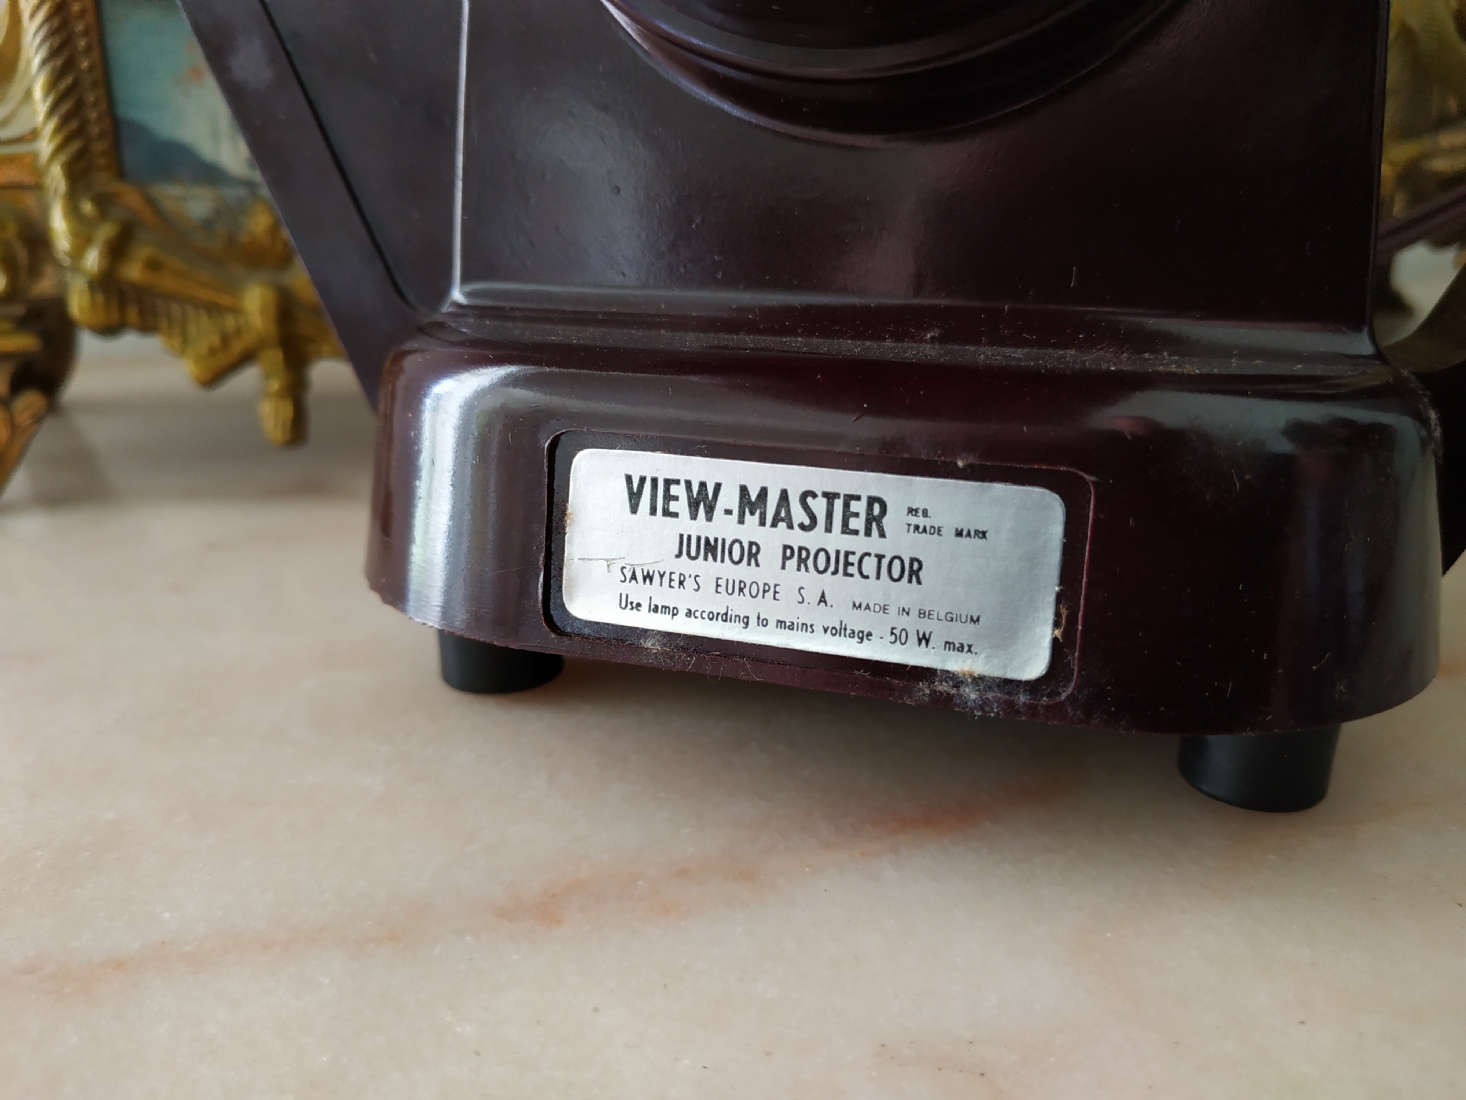 VIEW-MASTER REG. TRADE MARK
JUNIOR PROJECTOR
SAWYER'S EUROPE S.A. MADE IN BELGIUM
Use lamp according to mains voltage - 50 W. max.